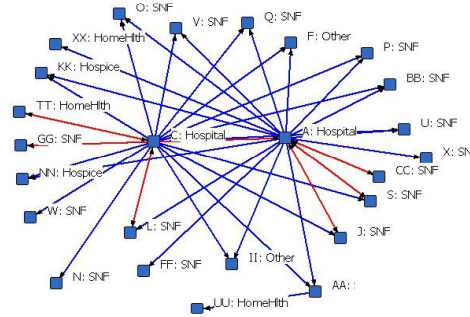 O: SNF
V: SNF
Q: SNF
XX: HomeHlth
F: Other
P: SNF
KK: Hospice
BB: SNF
TT: HomeHlth
C: Hospital
A: Hospital
U: SNF
GG: SNF
X: SN
NN: Hospice
CC: SNF
S: SNF
W: SNF
L: SNF
J: SNF
N: SNF
FF: SNF
II: Other
AA: :
UU: HomeHlth